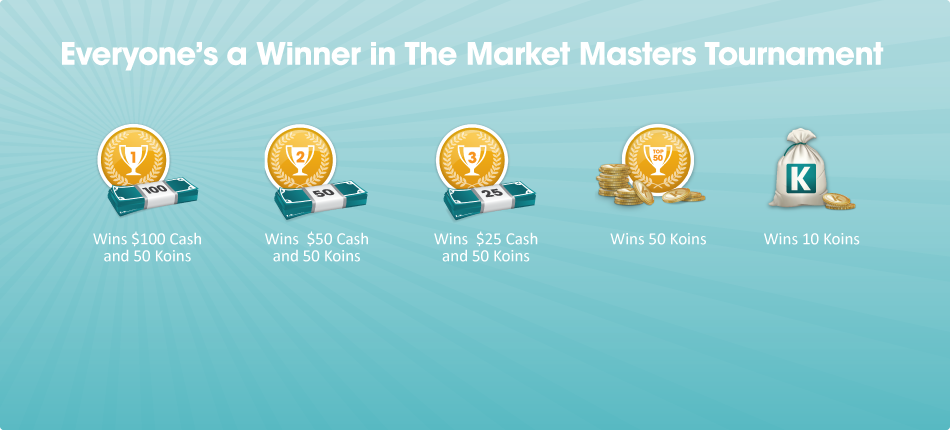 Everyone's a Winner in The Market Masters Tournament
1
100
2
50
3
25
TOP
50
K
Wins $100 Cash
and 50 Koins
Wins  $50 Cash
and 50 Koins
Wins  $25 Cash
and 50 Koins
Wins 50 Koins
Wins 10 Koins